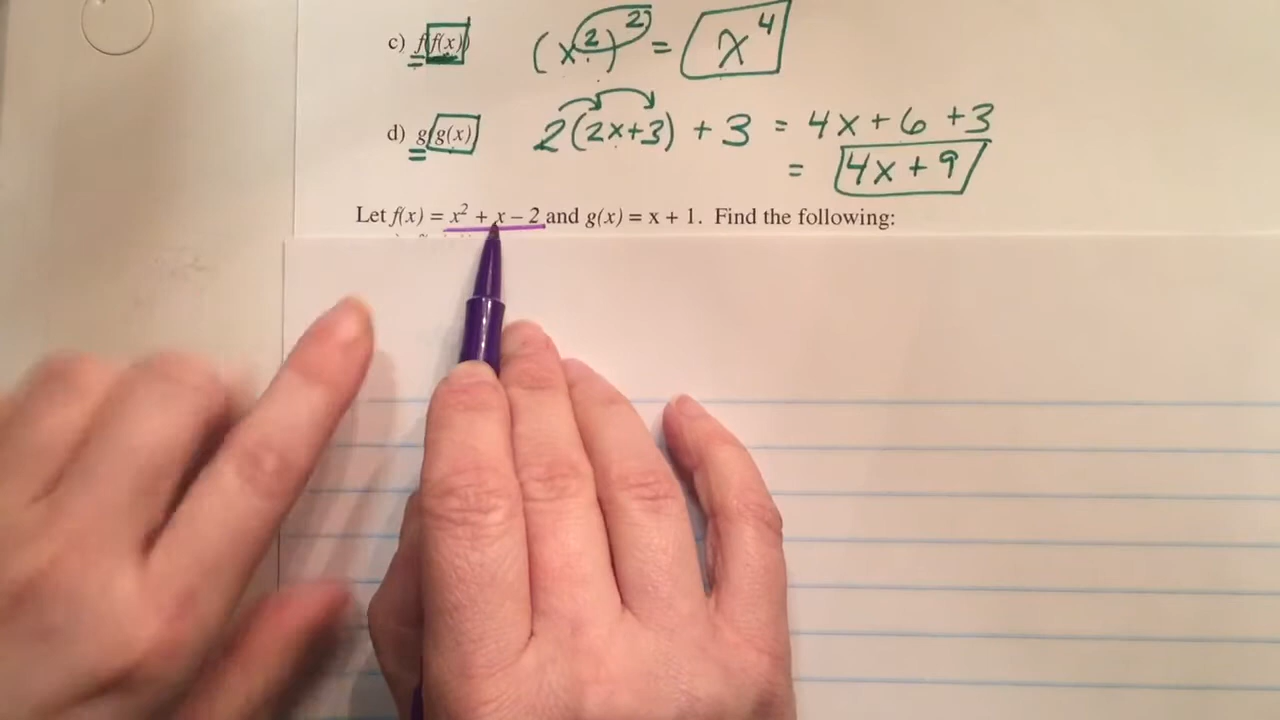 c) f(f(x)) (x²)² = x⁴
d) g(g(x)) 2(2x+3) + 3 = 4x + 6 + 3
= 4x + 9
Let f(x) = x² + x – 2 and g(x) = x + 1. Find the following: